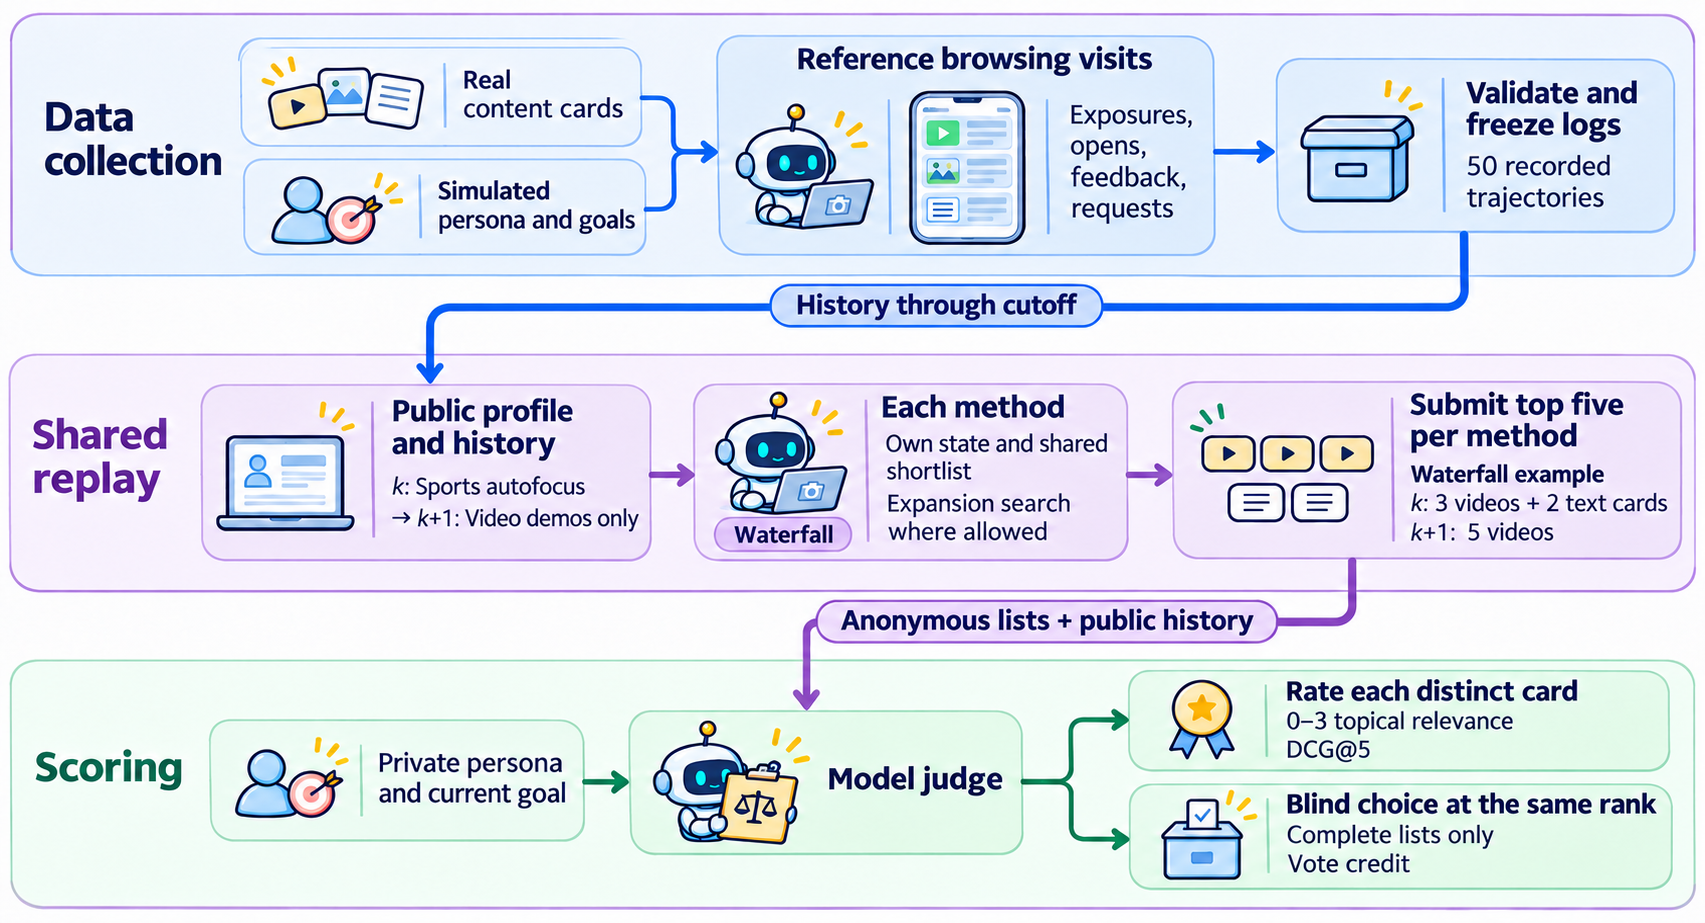 Data
collection
Real
content cards
Simulated
persona and goals
Reference browsing visits
Exposures,
opens,
feedback,
requests
Validate and
freeze logs
50 recorded
trajectories
History through cutoff
Shared
replay
Public profile
and history
k: Sports autofocus
→ k+1: Video demos only
Waterfall
Each method
Own state and shared
shortlist
Expansion search
where allowed
Submit top five
per method
Waterfall example
k: 3 videos + 2 text cards
k+1: 5 videos
Anonymous lists + public history
Scoring
Private persona
and current goal
Model judge
Rate each distinct card
0–3 topical relevance
DCG@5
Blind choice at the same rank
Complete lists only
Vote credit